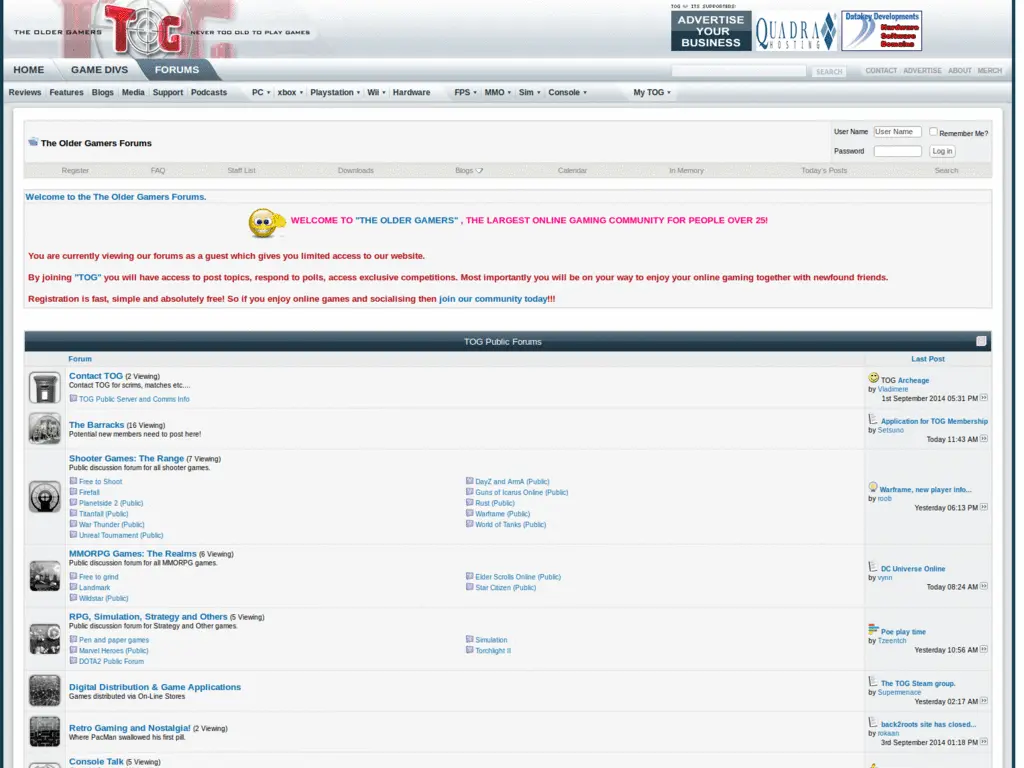 TOG ITS SUPPORTERS!
THE OLDER GAMERS TOG NEVER TOO OLD TO PLAY GAMES
ADVERTISE YOUR BUSINESS
QUADRA HOSTING
Datakey Developments
Hardware
Software
Domains
HOME GAME DIVS FORUMS SEARCH CONTACT ADVERTISE ABOUT MERCH
Reviews Features Blogs Media Support Podcasts PC xbox Playstation Wii Hardware FPS MMO Sim Console My TOG
The Older Gamers Forums
User Name User Name Remember Me?
Password Log in
Register FAQ Staff List Downloads Blogs Calendar In-Memory Today's Posts Search
Welcome to the The Older Gamers Forums.
WELCOME TO "THE OLDER GAMERS" , THE LARGEST ONLINE GAMING COMMUNITY FOR PEOPLE OVER 25!
You are currently viewing our forums as a guest which gives you limited access to our website.
By joining "TOG" you will have access to post topics, respond to polls, access exclusive competitions. Most importantly you will be on your way to enjoy your online gaming together with newfound friends.
Registration is fast, simple and absolutely free! So if you enjoy online games and socialising then join our community today!!!
TOG Public Forums
Forum Last Post
Contact TOG (2 Viewing)
Contact TOG for scrims, matches etc....
TOG Public Server and Comms Info
TOG Archeage
by Vladimere
1st September 2014 05:31 PM
The Barracks (16 Viewing)
Potential new members need to post here!
Application for TOG Membership
by Setsuno
Today 11:43 AM
Shooter Games: The Range (7 Viewing)
Public discussion forum for all shooter games.
Free to Shoot DayZ and ArmA (Public)
Firefall Guns of Icarus Online (Public)
Planetside 2 (Public) Rust (Public)
Titanfall (Public) Warframe (Public)
War Thunder (Public) World of Tanks (Public)
Unreal Tournament (Public)
Warframe, new player info...
by roob
Yesterday 06:13 PM
MMORPG Games: The Realms (6 Viewing)
Public discussion forum for all MMORPG games.
Free to grind Elder Scrolls Online (Public)
Landmark Star Citizen (Public)
Wildstar (Public)
DC Universe Online
by vynn
Today 08:24 AM
RPG, Simulation, Strategy and Others (5 Viewing)
Public discussion forum for Strategy and Other games.
Pen and paper games Simulation
Marvel Heroes (Public) Torchlight II
DOTA2 Public Forum
Poe play time
by Tzeentch
Yesterday 10:56 AM
Digital Distribution & Game Applications
Games distributed via On-Line Stores
The TOG Steam group.
by Supermenace
Yesterday 02:17 AM
Retro Gaming and Nostalgia! (2 Viewing)
Where PacMan swallowed his first pill.
back2roots site has closed...
by rokaan
3rd September 2014 01:18 PM
Console Talk (5 Viewing)